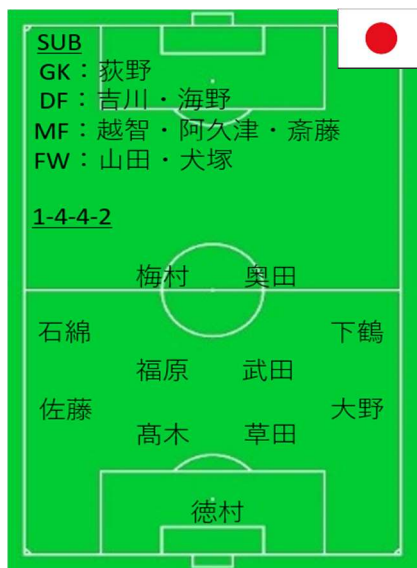 SUB
GK：荻野
DF：吉川・海野
MF：越智・阿久津・斎藤
FW：山田・犬塚
1-4-4-2
梅村 奥田
石綿 下鶴
福原 武田
佐藤 大野
髙木 草田
徳村